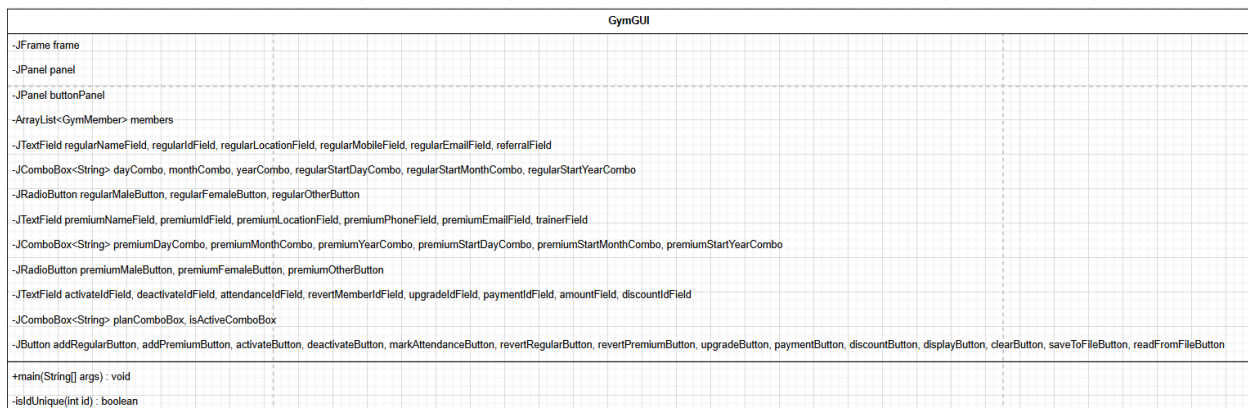 GymGUI
-JFrame frame
-JPanel panel
-JPanel buttonPanel
-ArrayList<GymMember> members
-JTextField regularNameField, regularIdField, regularLocationField, regularMobileField, regularEmailField, referralField
-JComboBox<String> dayCombo, monthCombo, yearCombo, regularStartDayCombo, regularStartMonthCombo, regularStartYearCombo
-JRadioButton regularMaleButton, regularFemaleButton, regularOtherButton
-JTextField premiumNameField, premiumIdField, premiumLocationField, premiumPhoneField, premiumEmailField, trainerField
-JComboBox<String> premiumDayCombo, premiumMonthCombo, premiumYearCombo, premiumStartDayCombo, premiumStartMonthCombo, premiumStartYearCombo
-JRadioButton premiumMaleButton, premiumFemaleButton, premiumOtherButton
-JTextField activateIdField, deactivateIdField, attendanceIdField, revertMemberIdField, upgradeIdField, paymentIdField, amountField, discountIdField
-JComboBox<String> planComboBox, isActiveComboBox
-JButton addRegularButton, addPremiumButton, activateButton, deactivateButton, markAttendanceButton, revertRegularButton, revertPremiumButton, upgradeButton, paymentButton, discountButton, displayButton, clearButton, saveToFileButton, readFromFileButton
+main(String[] args) : void
-isIdUnique(int id) : boolean